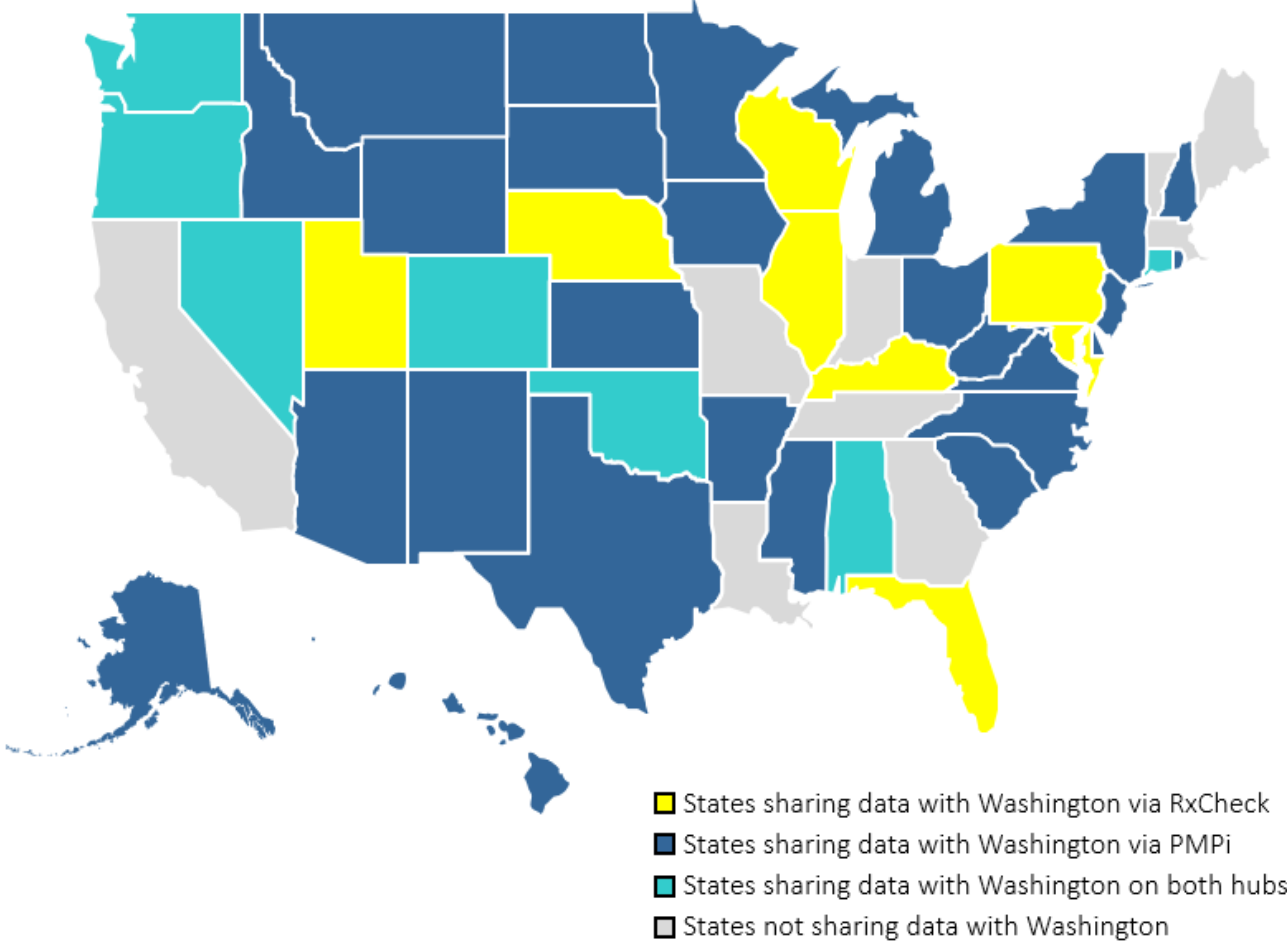 States sharing data with Washington via RxCheck
States sharing data with Washington via PMPi
States sharing data with Washington on both hubs
States not sharing data with Washington